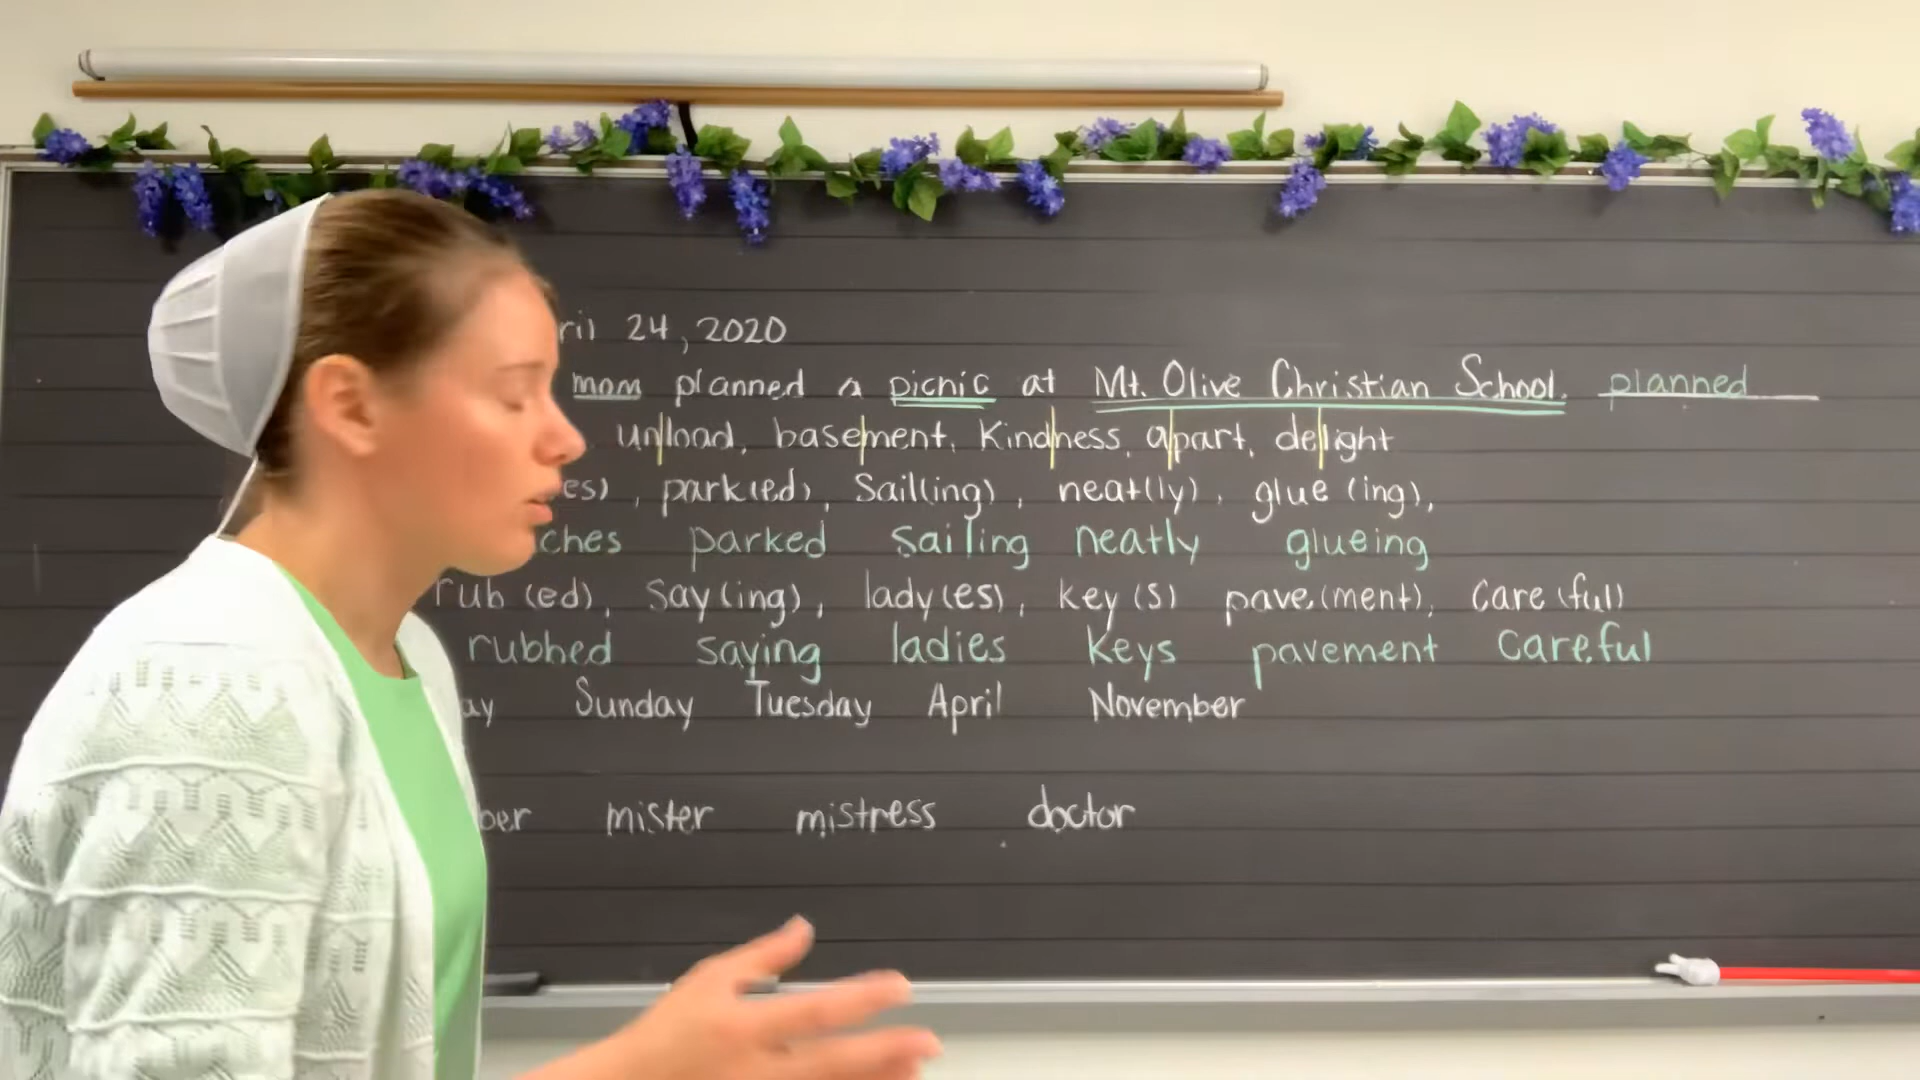 24, 2020
mom planned a picnic at Mt. Olive Christian School. planned
unload, basement, Kindness, apart, delight
es), park(ed), Sail(ing), neat(ly), glue (ing),
ches parked sailing neatly glueing
rub (ed), say(ing), lady(es), key (s) pave(ment), care (ful)
rubbed saying ladies keys pavement careful
ay Sunday Tuesday April November
ber mister mistress doctor